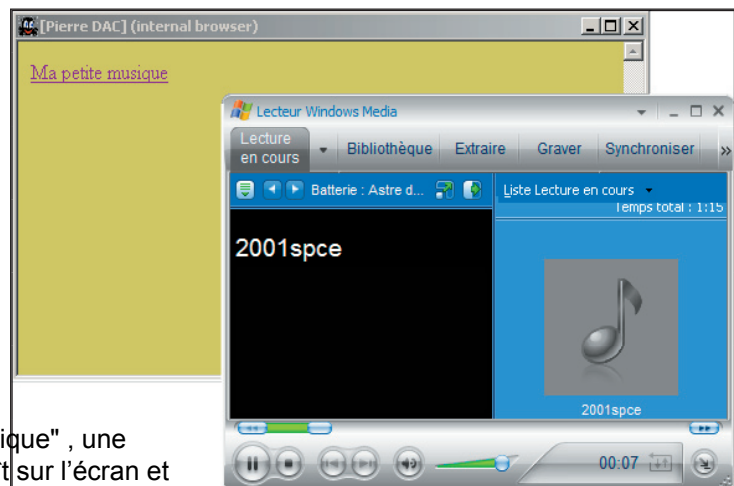 [Pierre DAC] (internal browser)
Ma petite musique
Lecteur Windows Media
Lecture en cours
Bibliothèque
Extraire
Graver
Synchroniser
»
Batterie : Astre d...
Liste Lecture en cours
Temps total : 1:15
2001spce
2001spce
00:07
ique" , une
sur l’écran et